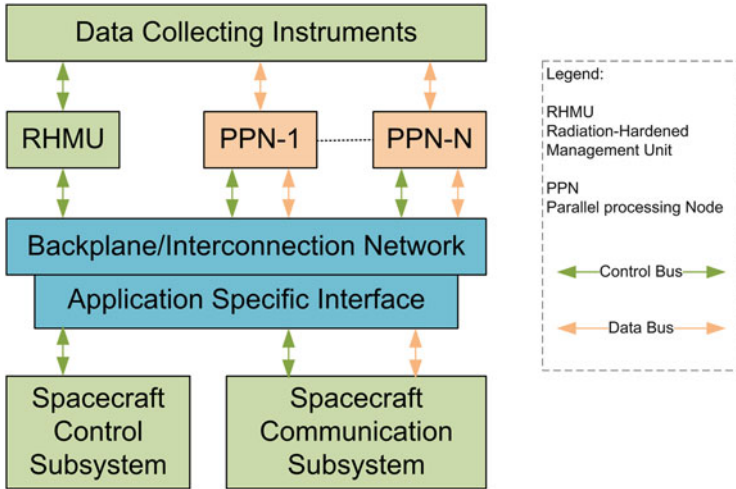 Data Collecting Instruments
RHMU
PPN-1
PPN-N
Backplane/Interconnection Network
Application Specific Interface
Spacecraft
Control
Subsystem
Spacecraft
Communication
Subsystem
Legend:
RHMU
Radiation-Hardened
Management Unit
PPN
Parallel processing Node
Control Bus
Data Bus